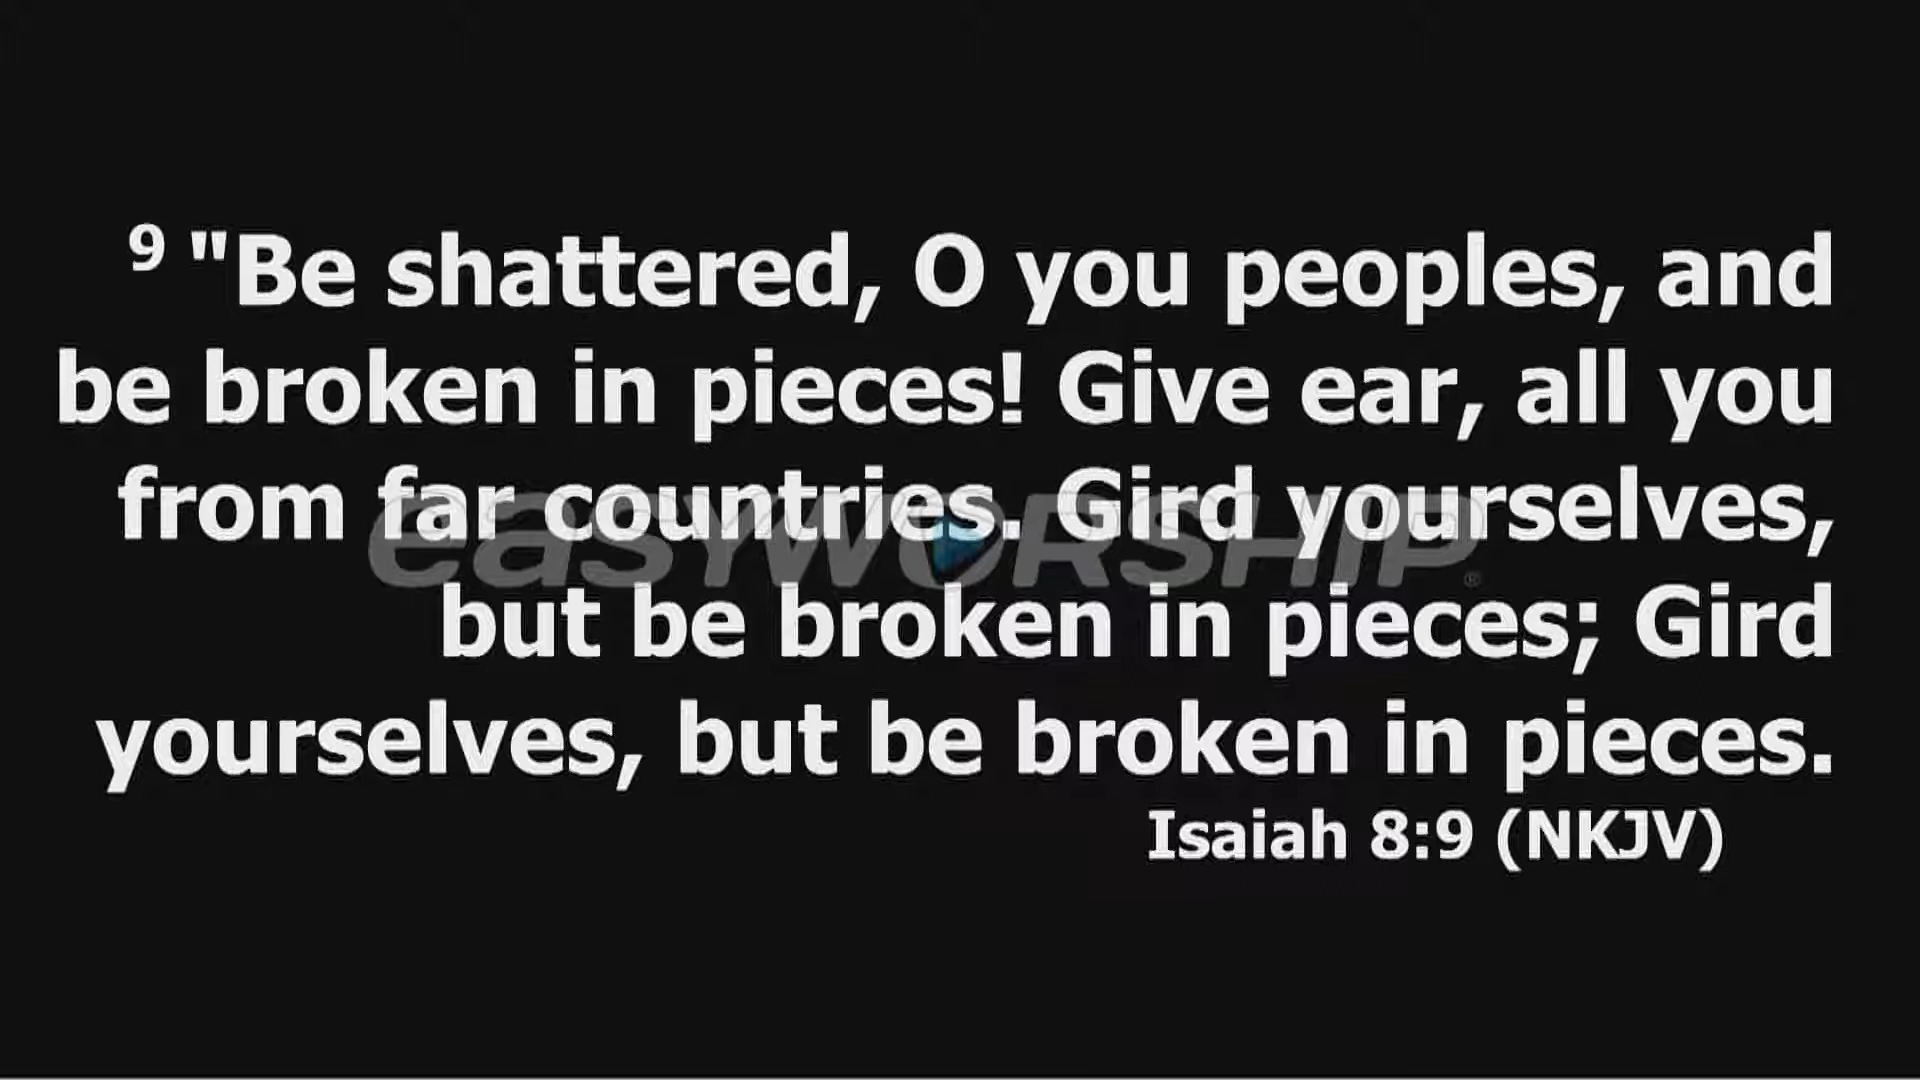 9 "Be shattered, O you peoples, and
be broken in pieces! Give ear, all you
from far countries. Gird yourselves,
easyworship®
but be broken in pieces; Gird
yourselves, but be broken in pieces.
Isaiah 8:9 (NKJV)